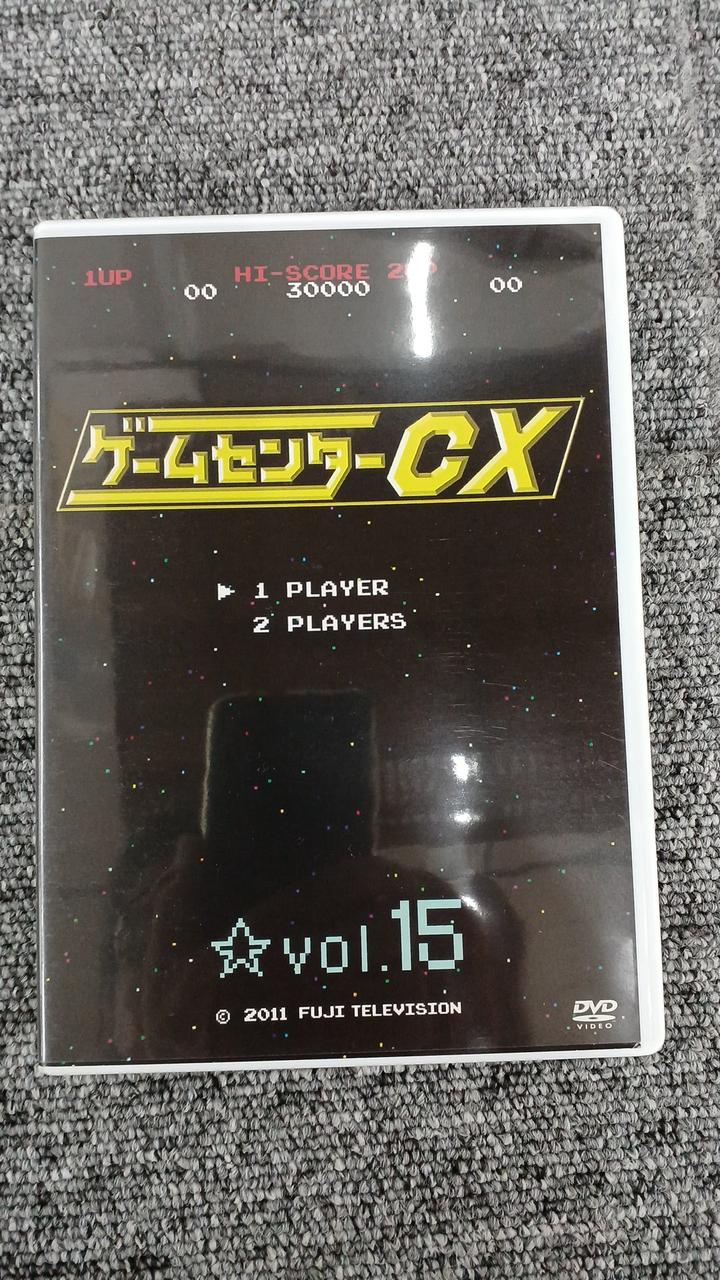 1UP HI-SCORE 2UP
00 30000 00
ゲームセンターCX
1 PLAYER
2 PLAYERS
vol.15
© 2011 FUJI TELEVISION
DVD
VIDEO